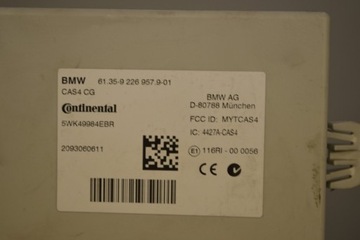 BMW 61.35-9 226 957.9-01
CAS4 CG
Continental
5WK49984EBR
2093060611
BMW AG
D-80788 München
FCC ID: MYTCAS4
IC: 4427A-CAS4
E1 116RI - 00 0056
CE